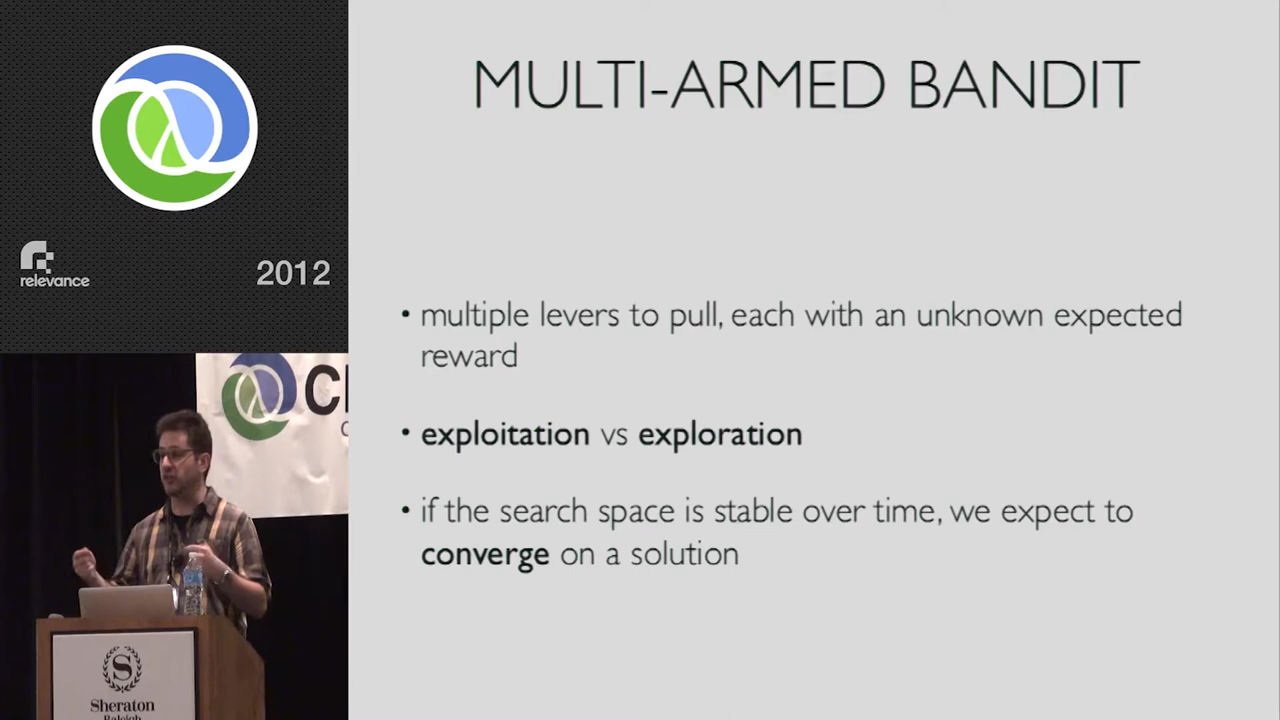 MULTI-ARMED BANDIT
relevance
2012
• multiple levers to pull, each with an unknown expected
reward
• exploitation vs exploration
• if the search space is stable over time, we expect to
converge on a solution
S
Sheraton
Raleigh